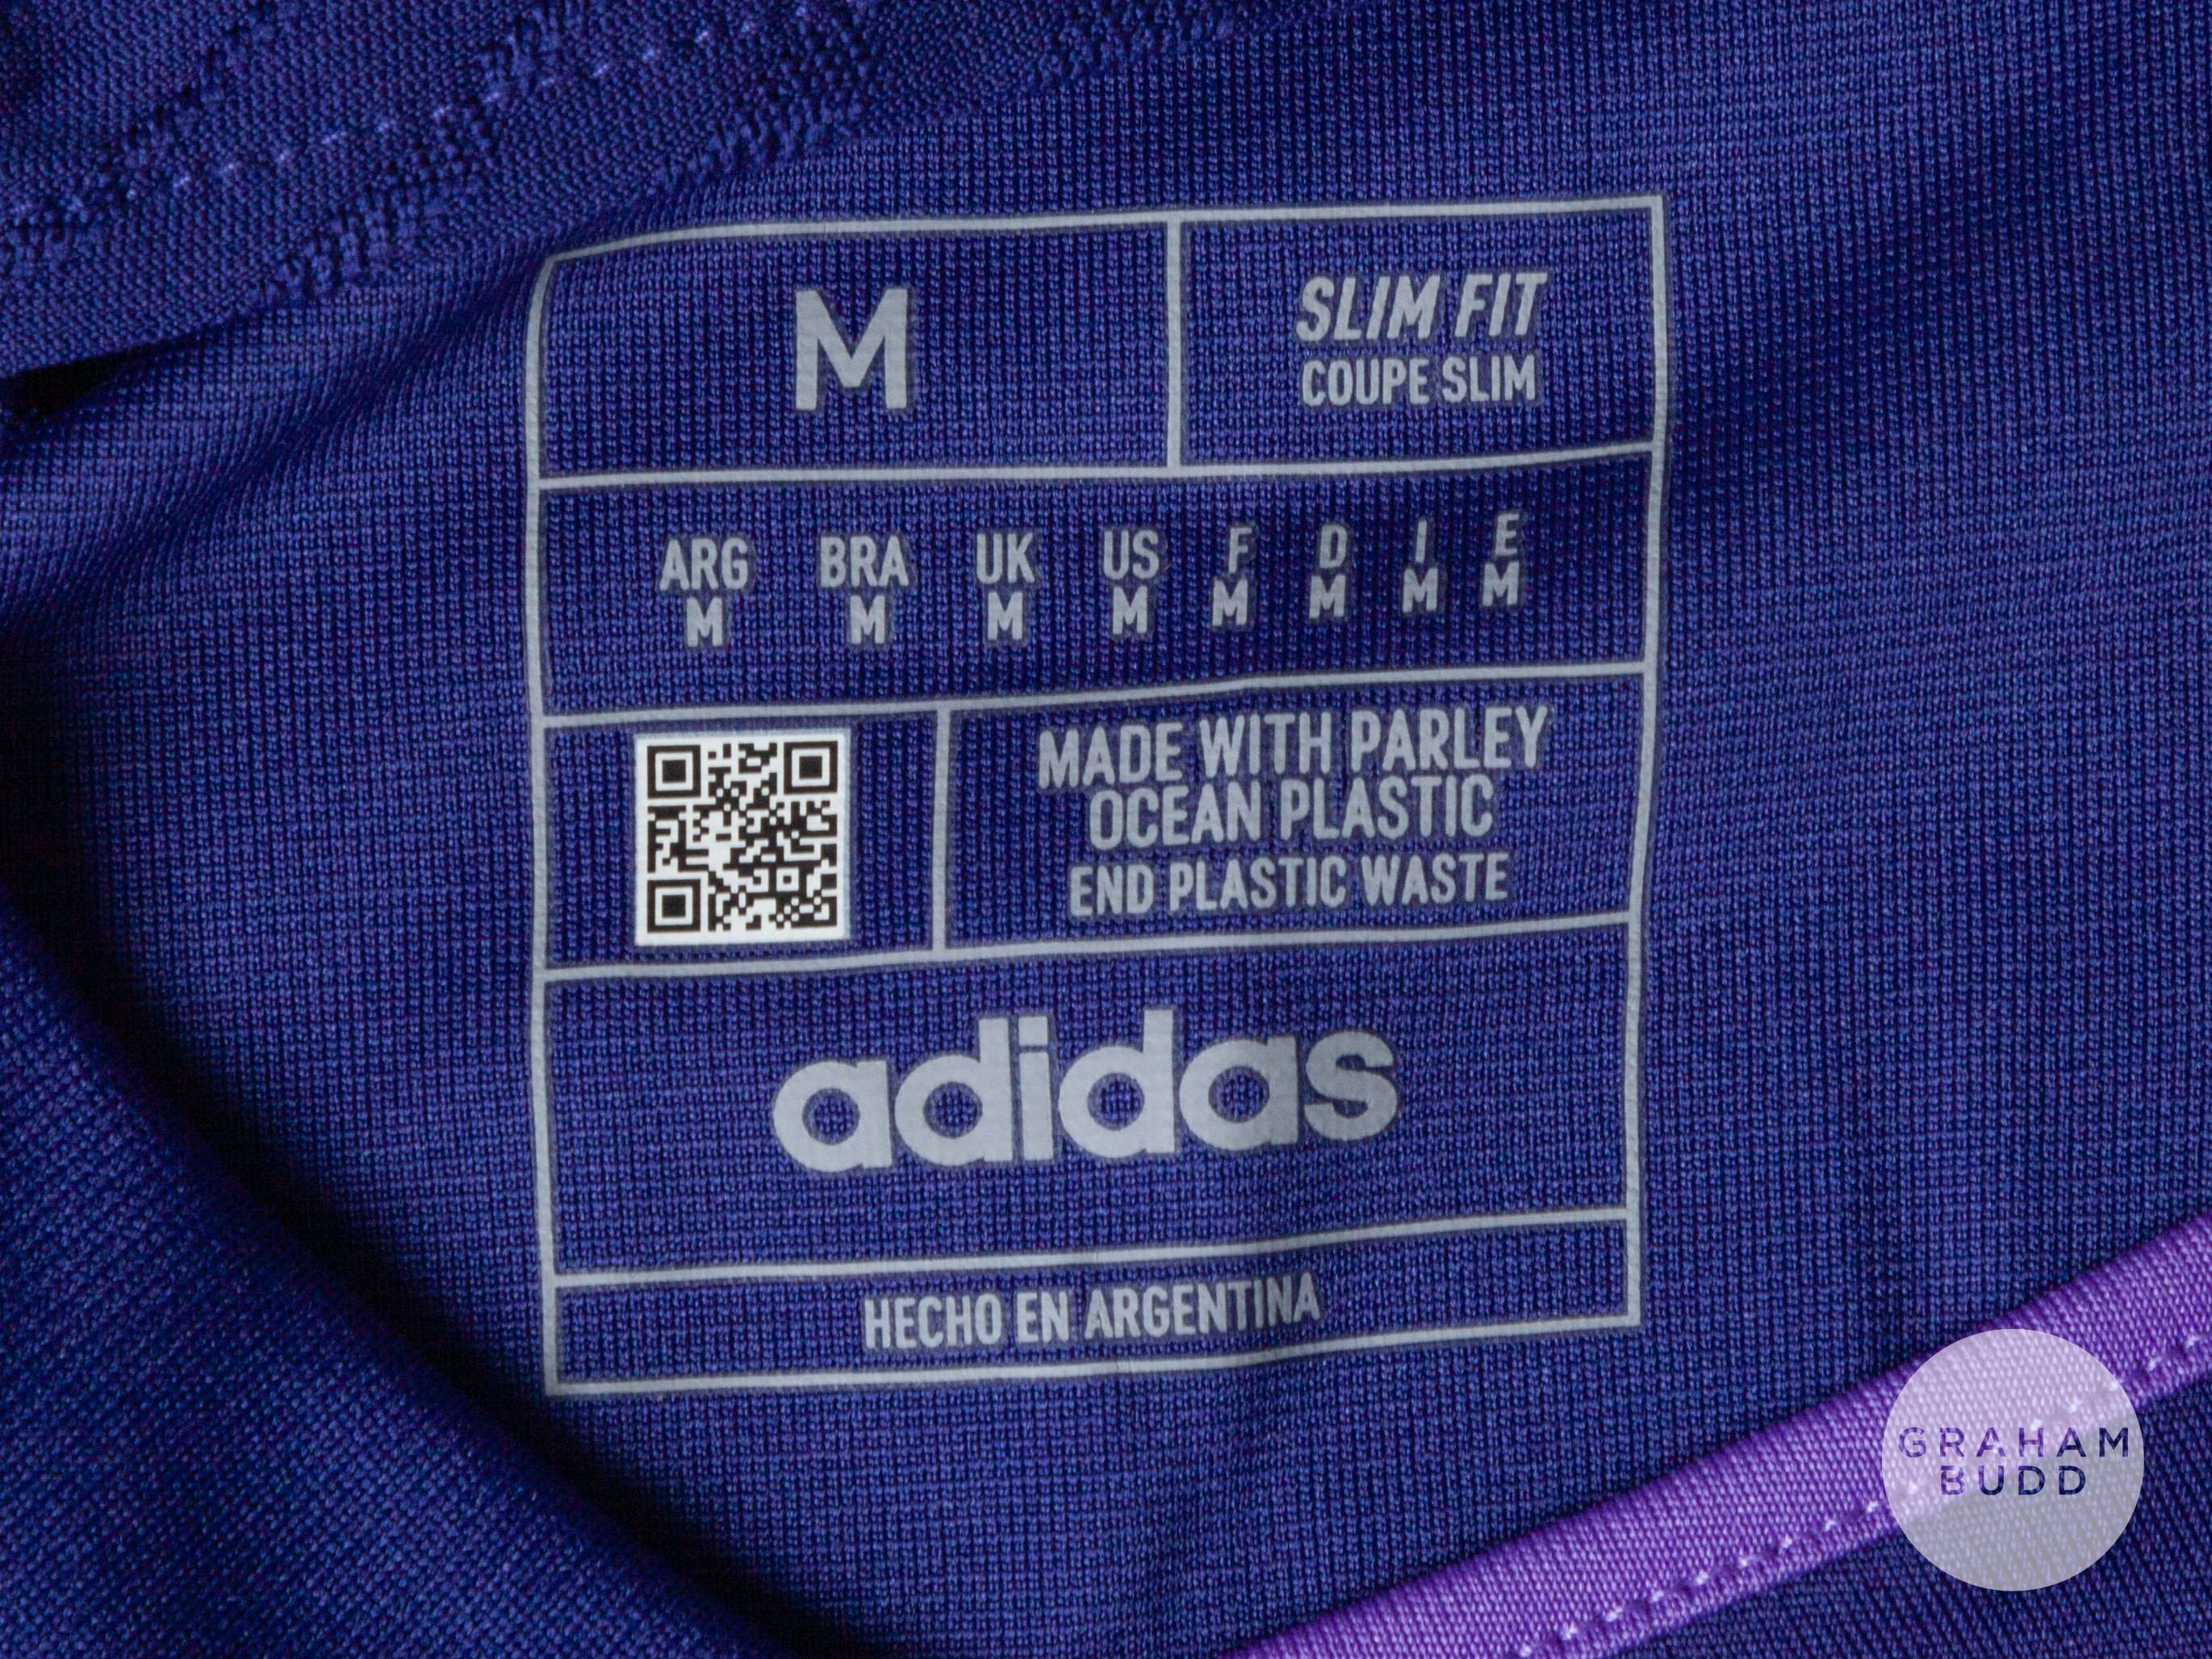 M
SLIM FIT
COUPE SLIM
ARG BRA UK US F D I E
M M M M M M M M
MADE WITH PARLEY
OCEAN PLASTIC
END PLASTIC WASTE
adidas
HECHO EN ARGENTINA
GRAHAM
BUDD